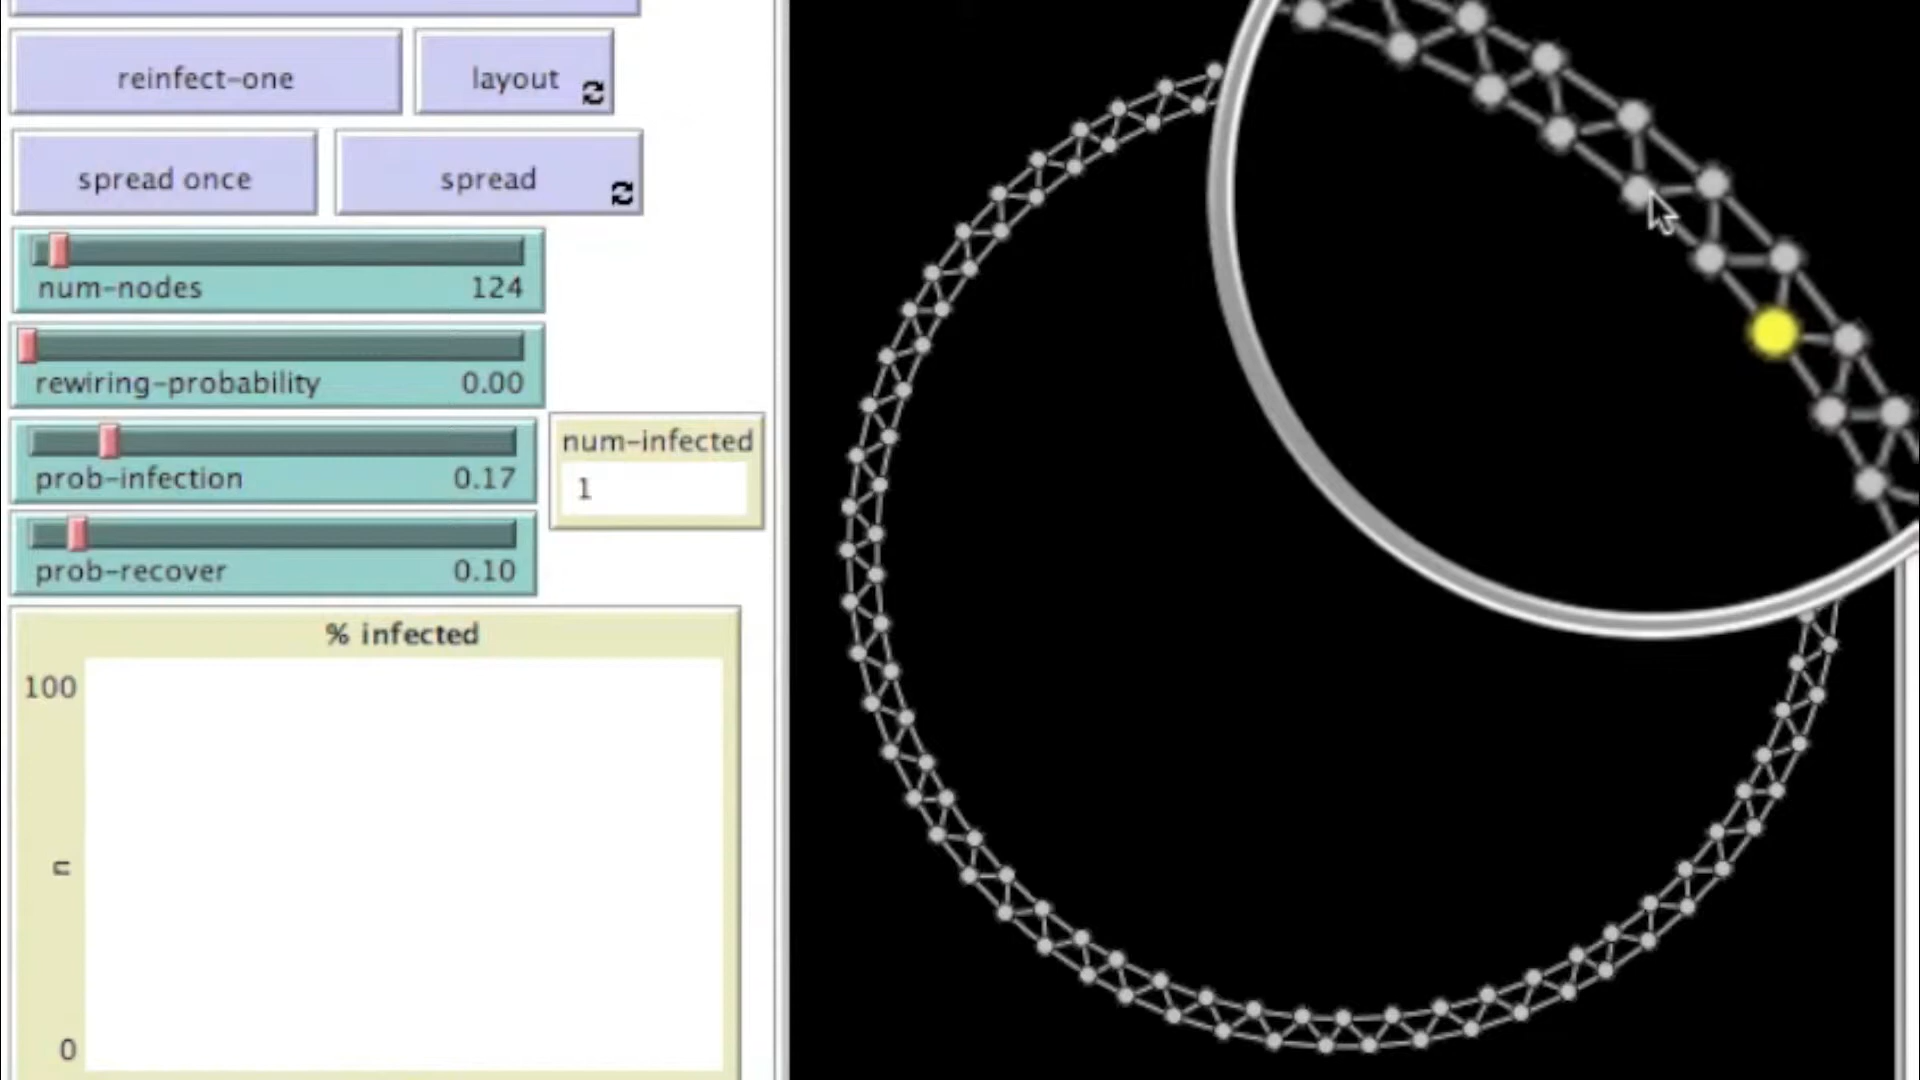 reinfect-one
layout
spread once
spread
num-nodes 124
rewiring-probability 0.00
prob-infection 0.17
num-infected
1
prob-recover 0.10
% infected
100
n
0